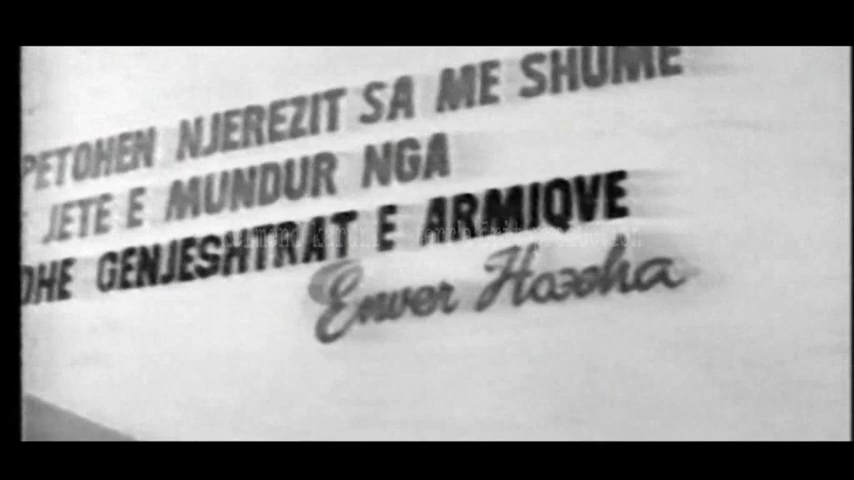 PETOHEN NJEREZIT SA ME SHUME
JETE E MUNDUR NGA
DHE GENJESHTRAT E ARMIQVE
Enver Hoxha